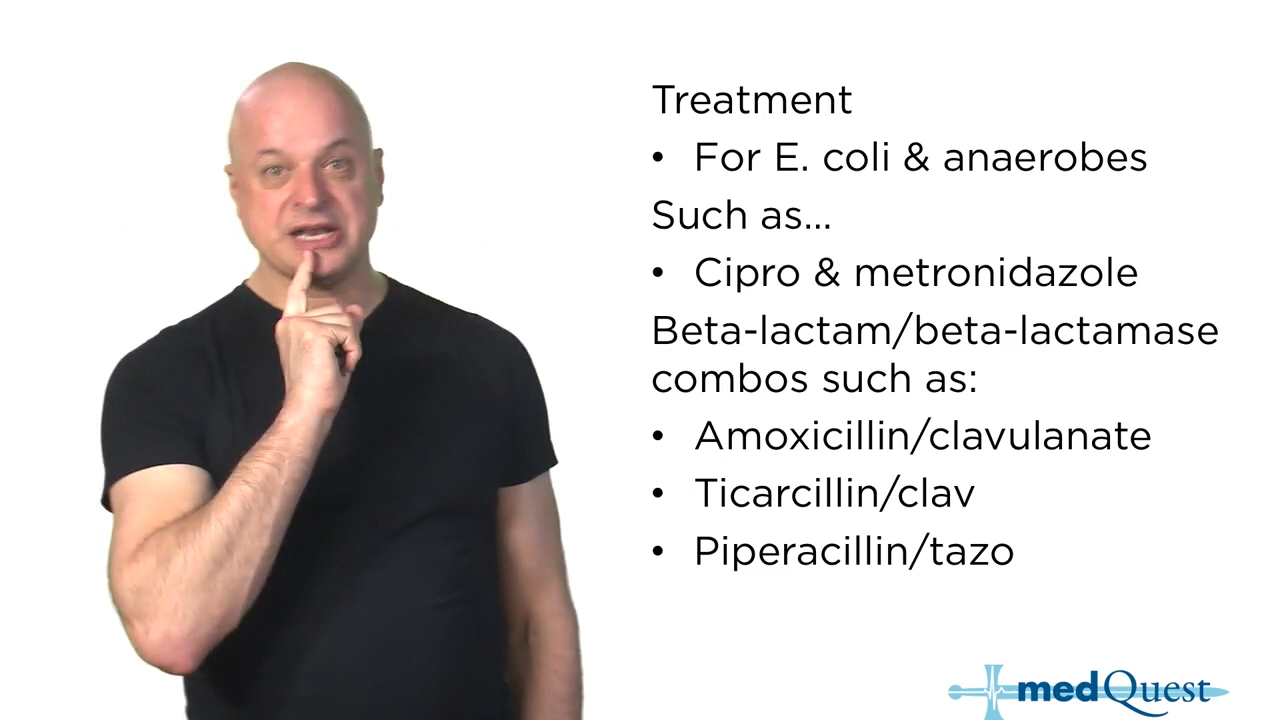 Treatment
• For E. coli & anaerobes
Such as...
• Cipro & metronidazole
Beta-lactam/beta-lactamase
combos such as:
• Amoxicillin/clavulanate
• Ticarcillin/clav
• Piperacillin/tazo
medQuest